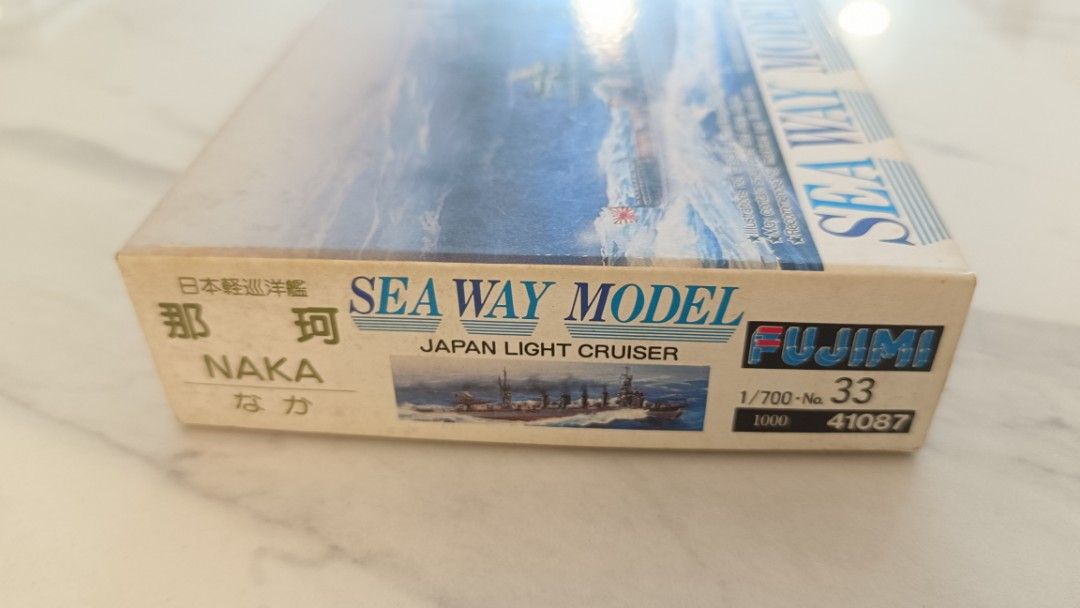 SEA WAY MODEL
日本軽巡洋艦
那珂
NAKA
なか
SEA WAY MODEL
JAPAN LIGHT CRUISER
FUJIMI
1/700・No. 33
1000 41087